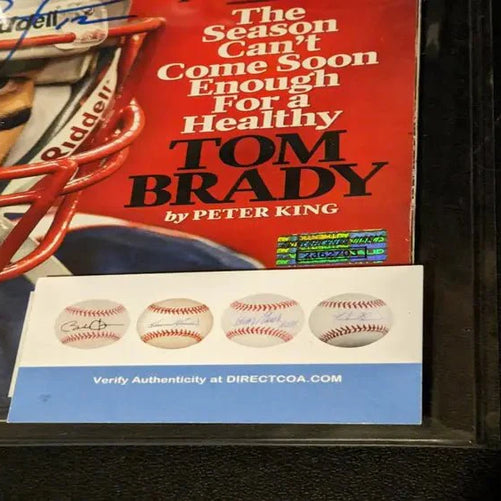 Riddell
The
Season
Can't
Come Soon
Enough
For a
Healthy
TOM
BRADY
by PETER KING
Riddell
Verify Authenticity at DIRECTCOA.COM